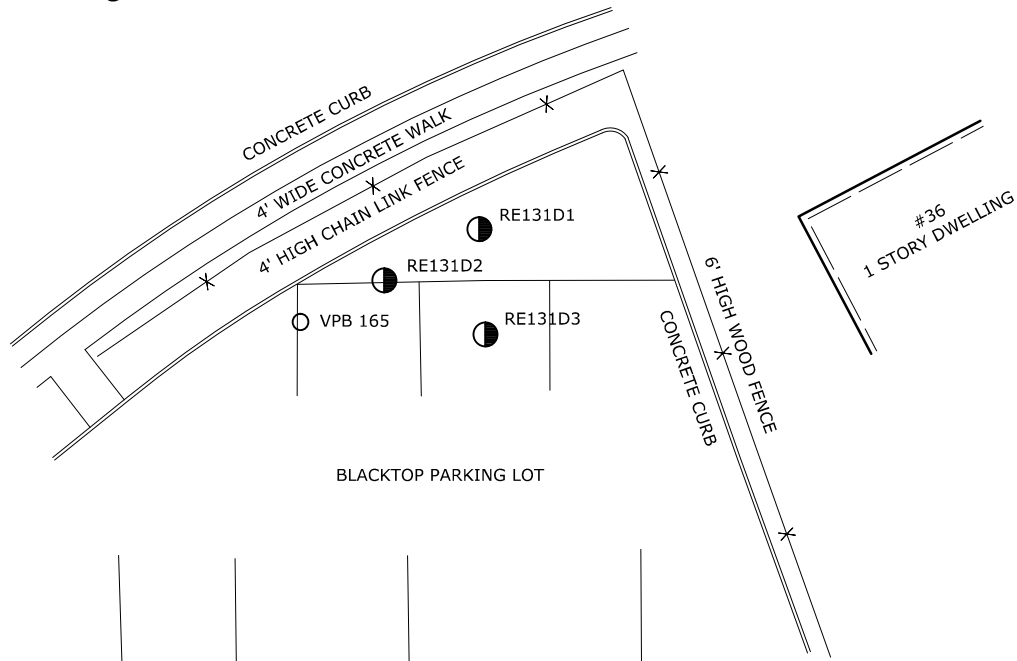 CONCRETE CURB
4' WIDE CONCRETE WALK
4' HIGH CHAIN LINK FENCE
RE131D1
#36
1 STORY DWELLING
RE131D2
6' HIGH WOOD FENCE
VPB 165
RE131D3
CONCRETE CURB
BLACKTOP PARKING LOT